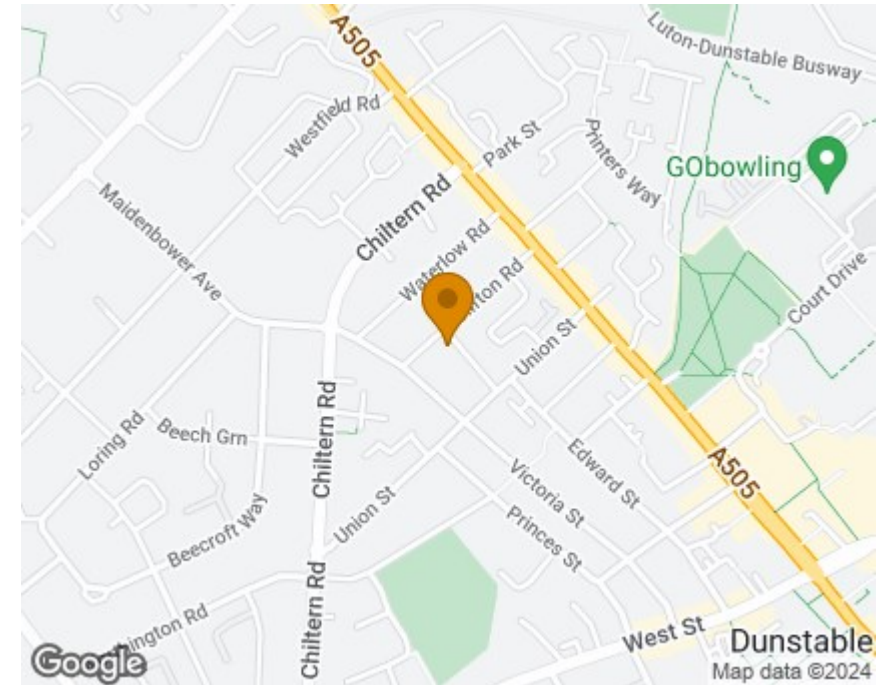 A505
Luton-Dunstable Busway
Westfield Rd
Park St
Printers Way
GObowling
Maidenbower Ave
Chiltern Rd
Waterlow Rd
Court Drive
Union St
Loring Rd
Beech Grn
Chiltern Rd
Edward St
A505
Victoria St
Union St
Princes St
Beecroft Way
Chiltern Rd
West St
Dunstable
Google
Map data ©2024